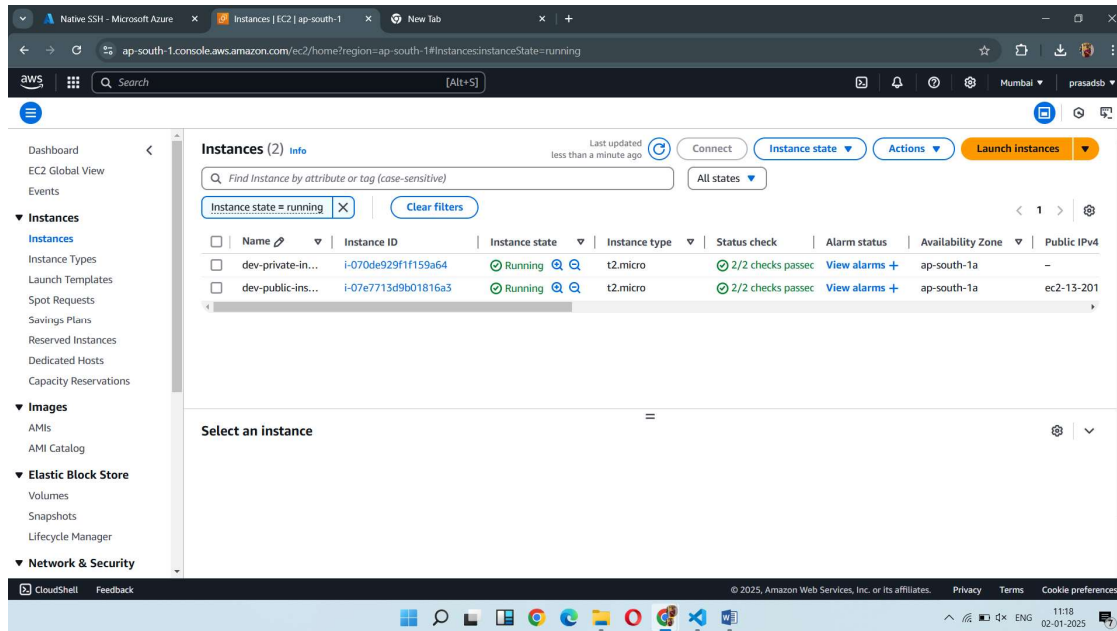 Native SSH - Microsoft Azure
Instances | EC2 | ap-south-1
New Tab
ap-south-1.console.aws.amazon.com/ec2/home?region=ap-south-1#Instances:instanceState=running
aws Search [Alt+S] Mumbai prasadsb
Dashboard
EC2 Global View
Events
Instances
Instances
Instance Types
Launch Templates
Spot Requests
Savings Plans
Reserved Instances
Dedicated Hosts
Capacity Reservations
Images
AMIs
AMI Catalog
Elastic Block Store
Volumes
Snapshots
Lifecycle Manager
Network & Security
Instances (2) Info
Last updated
less than a minute ago
Connect Instance state Actions Launch instances
Find Instance by attribute or tag (case-sensitive) All states
Instance state = running Clear filters 1
Name Instance ID Instance state Instance type Status check Alarm status Availability Zone Public IPv4
dev-private-in... i-070de929f1f159a64 Running t2.micro 2/2 checks passec View alarms + ap-south-1a –
dev-public-ins... i-07e7713d9b01816a3 Running t2.micro 2/2 checks passec View alarms + ap-south-1a ec2-13-201
Select an instance
CloudShell Feedback © 2025, Amazon Web Services, Inc. or its affiliates. Privacy Terms Cookie preferences
ENG 11:18
02-01-2025